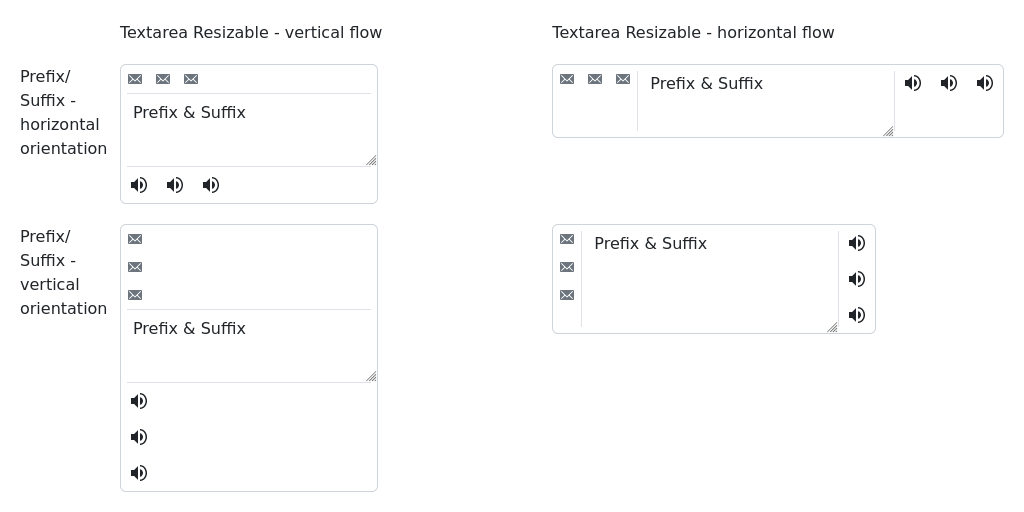 Textarea Resizable - vertical flow
Textarea Resizable - horizontal flow
Prefix/
Suffix -
horizontal
orientation
Prefix & Suffix
Prefix & Suffix
Prefix/
Suffix -
vertical
orientation
Prefix & Suffix
Prefix & Suffix